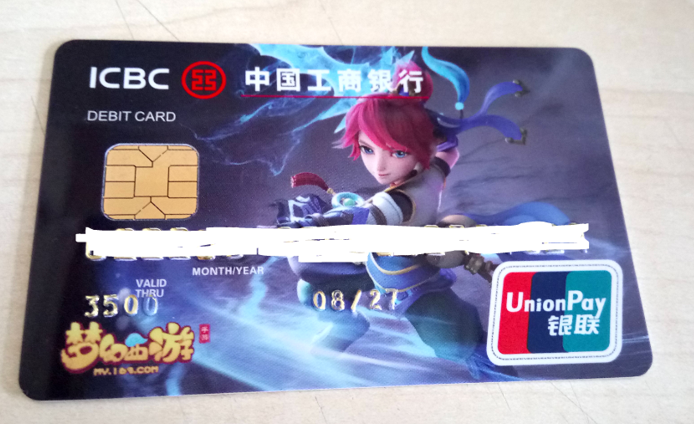 ICBC 中国工商银行
DEBIT CARD
MONTH/YEAR
VALID
THRU
3500 08/27
梦幻西游 手游
MY.163.COM
UnionPay
银联